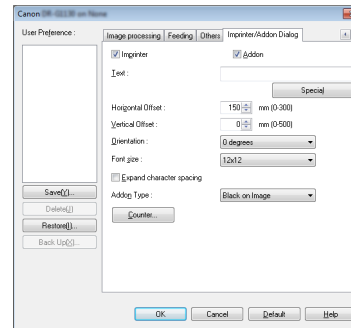 Canon
User Preference :
Image processing
Feeding
Others
Imprinter/Addon Dialog
Imprinter
Addon
Text :
Special
Horizontal Offset :
150
mm (0-300)
Vertical Offset :
0
mm (0-500)
Orientation :
0 degrees
Font size :
12x12
Expand character spacing
Save(Y)...
Addon Type :
Black on Image
Delete(J)
Counter...
Restore(I)...
Back Up(X)...
OK
Cancel
Default
Help